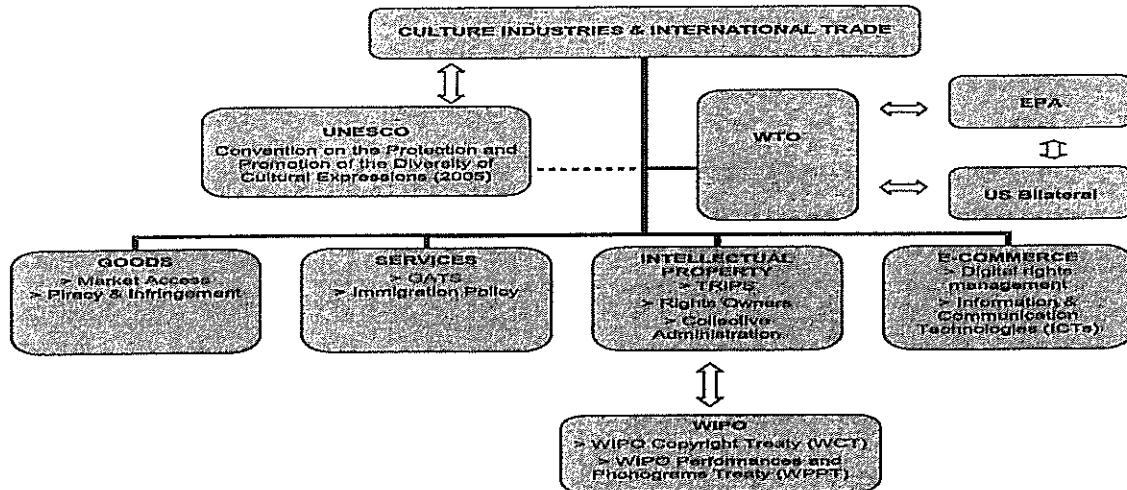 CULTURE INDUSTRIES & INTERNATIONAL TRADE
UNESCO
Convention on the Protection and
Promotion of the Diversity of
Cultural Expressions (2005)
WTO
EPA
US Bilateral
GOODS
> Market Access
> Piracy & Infringement
SERVICES
> GATS
> Immigration Policy
INTELLECTUAL
PROPERTY
> TRIPS
> Rights Owners
> Collective
Administration
E-COMMERCE
> Digital rights
management
> Information &
Communication
Technologies (ICTs)
WIPO
> WIPO Copyright Treaty (WCT)
> WIPO Performances and
Phonograms Treaty (WPPT)